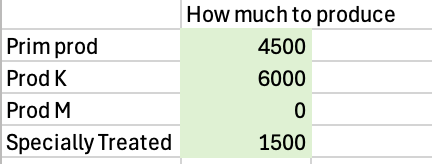 How much to produce
Prim prod 4500
Prod K 6000
Prod M 0
Specially Treated 1500